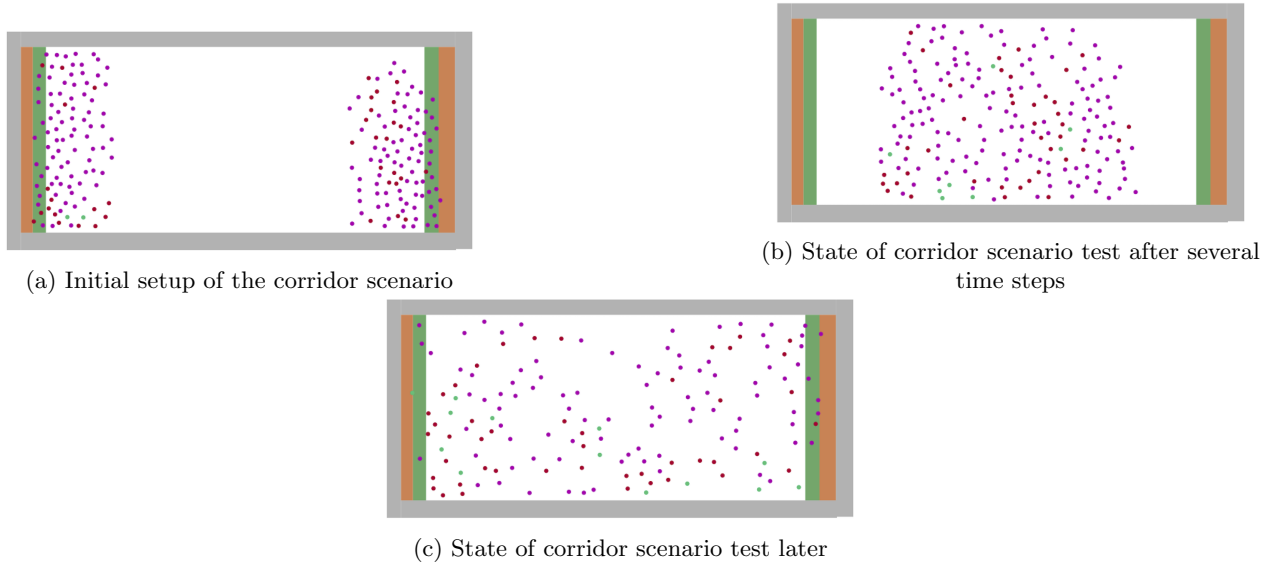 (a) Initial setup of the corridor scenario
(b) State of corridor scenario test after several
time steps
(c) State of corridor scenario test later